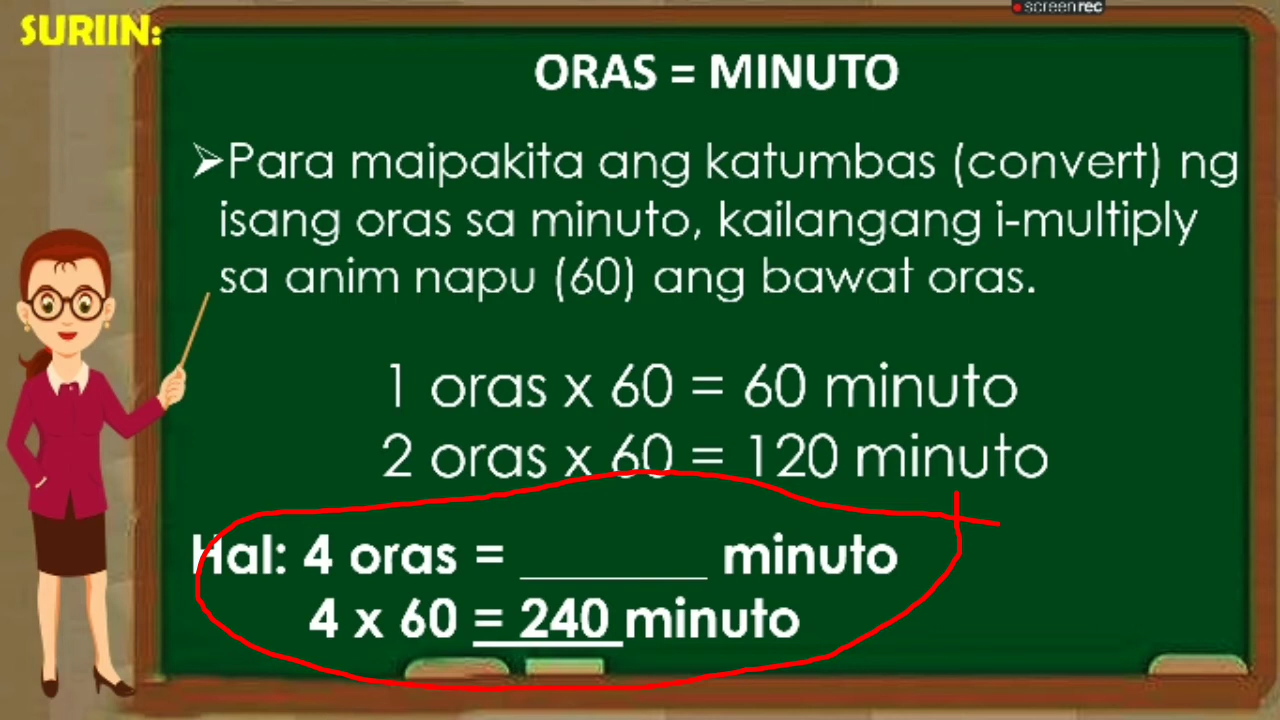 screenrec
SURIIN:
ORAS = MINUTO
➢Para maipakita ang katumbas (convert) ng
isang oras sa minuto, kailangang i-multiply
sa anim napu (60) ang bawat oras.
1 oras x 60 = 60 minuto
2 oras x 60 = 120 minuto
Hal: 4 oras = _______ minuto
4 x 60 = 240 minuto